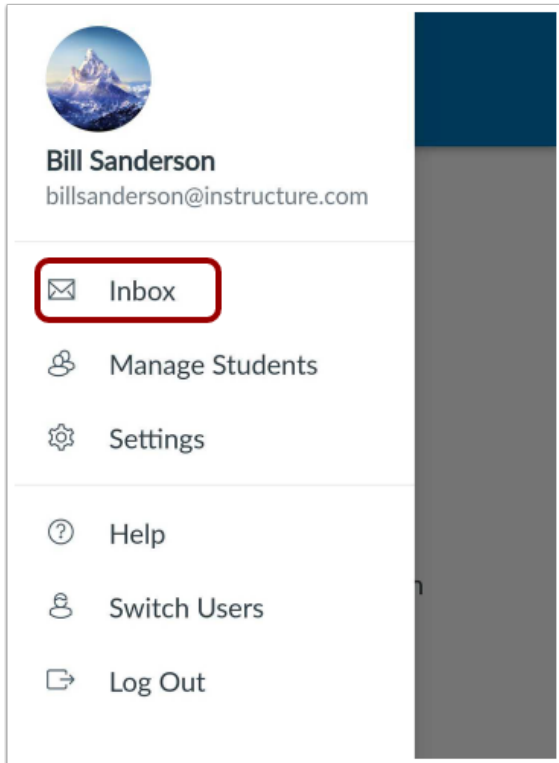 Bill Sanderson
billsanderson@instructure.com
Inbox
Manage Students
Settings
Help
Switch Users
Log Out